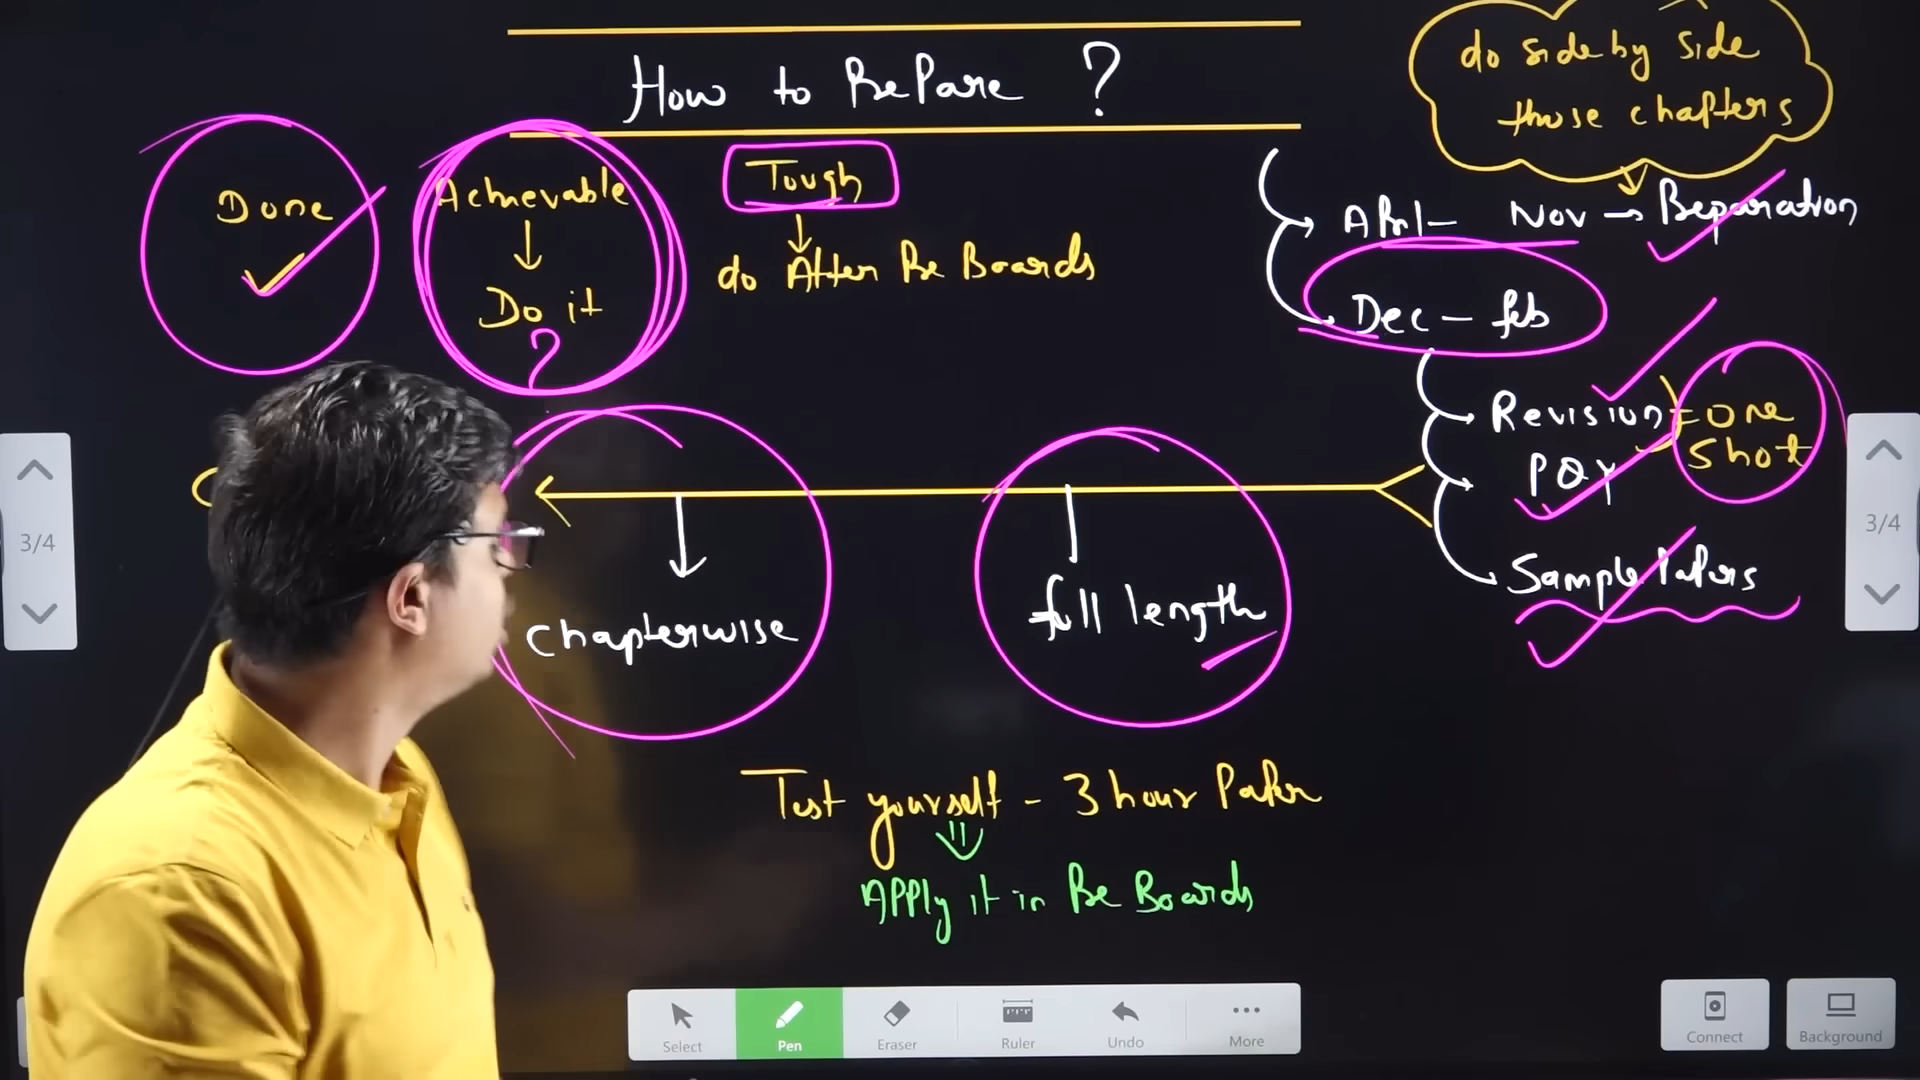 How to PrePare ?
do side by side
those chapters
Done
Achievable
Do it
?
Tough
do After Pre Boards
APril - Nov → Preparation
Dec - feb
Revision
PQY
One
Shot
Sample Papers
Chapterwise
full length
Test yourself - 3 hour PaPer
APPly it in Pre Boards
3/4
3/4
Select
Pen
Eraser
Ruler
Undo
More
Connect
Background